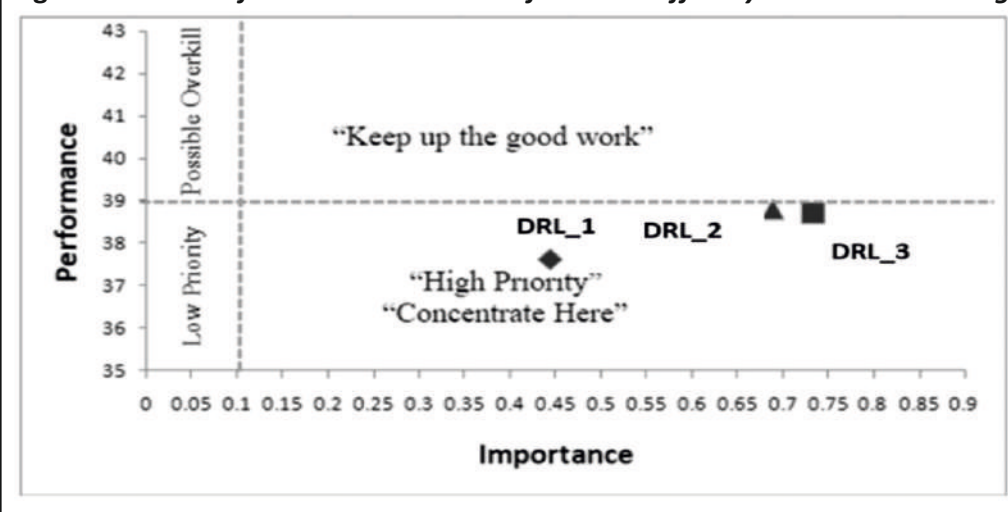 43
42
41
40
39
38
37
36
35
Performance
Possible Overkill
Low Priority
“Keep up the good work”
DRL_1
DRL_2
DRL_3
“High Priority”
“Concentrate Here”
0 0.05 0.1 0.15 0.2 0.25 0.3 0.35 0.4 0.45 0.5 0.55 0.6 0.65 0.7 0.75 0.8 0.85 0.9
Importance